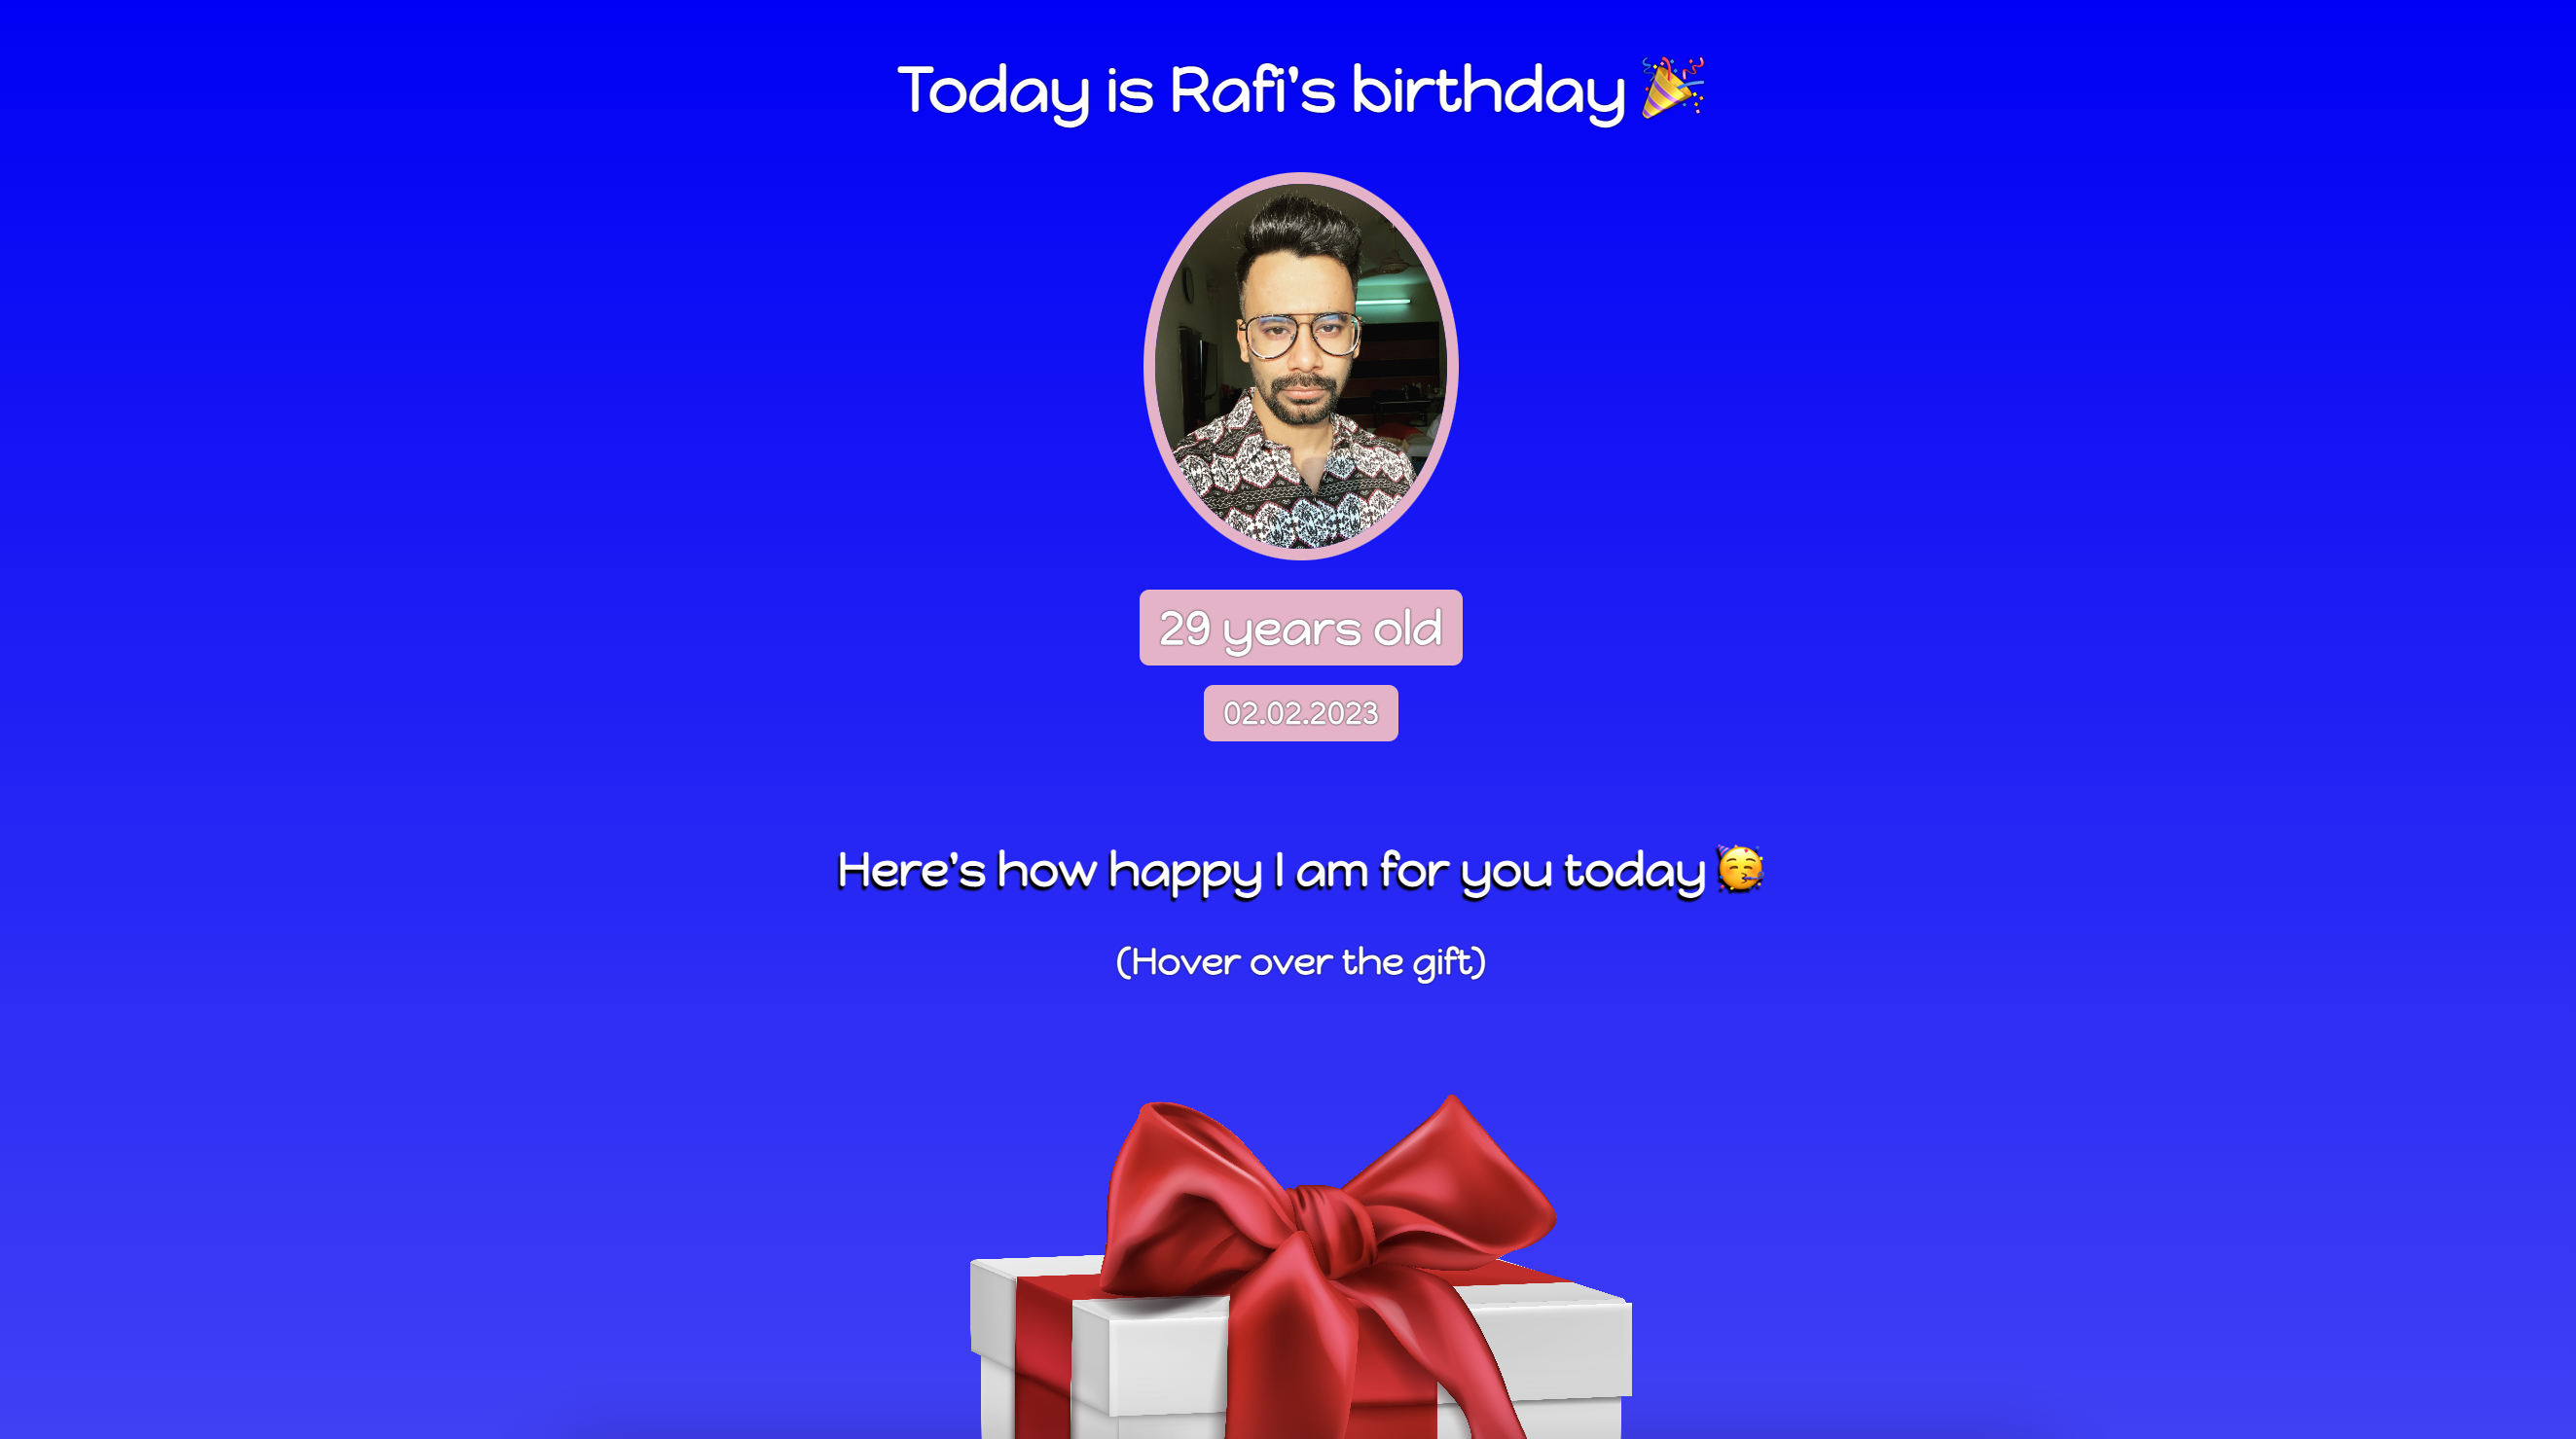 Today is Rafi's birthday 🎉
29 years old
02.02.2023
Here's how happy I am for you today 🥳
(Hover over the gift)